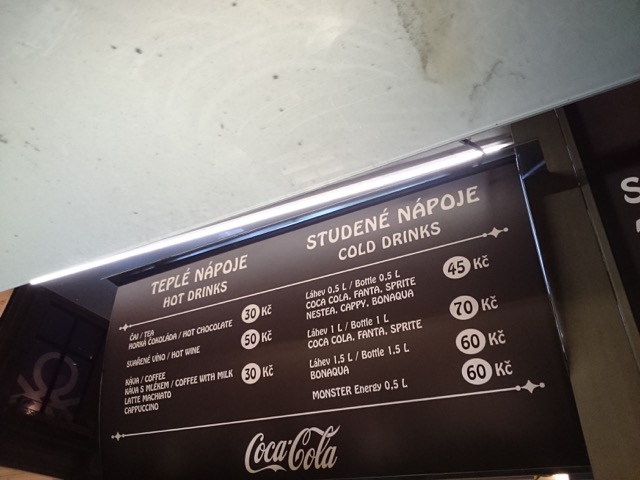 TEPLÉ NÁPOJE
HOT DRINKS
ČAJ / TEA
HORKÁ ČOKOLÁDA / HOT CHOCOLATE
30 Kč
SVAŘENÉ VÍNO / HOT WINE
50 Kč
KÁVA / COFFEE
KÁVA S MLÉKEM / COFFEE WITH MILK
LATTE MACHIATO
CAPPUCCINO
30 Kč
STUDENÉ NÁPOJE
COLD DRINKS
Láhev 0.5 L / Bottle 0.5 L
COCA COLA, FANTA, SPRITE
NESTEA, CAPPY, BONAQUA
45 Kč
Láhev 1 L / Bottle 1 L
COCA COLA, FANTA, SPRITE
70 Kč
Láhev 1.5 L / Bottle 1.5 L
BONAQUA
60 Kč
MONSTER Energy 0.5 L
60 Kč
Coca-Cola